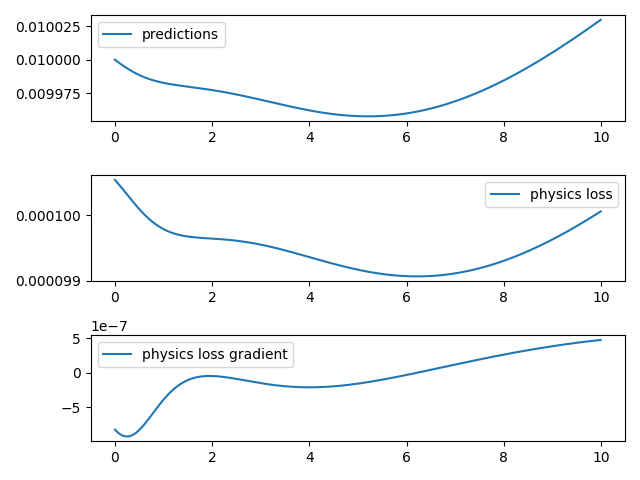 0.010025
0.010000
0.009975
predictions
0 2 4 6 8 10
0.000100
0.000099
physics loss
0 2 4 6 8 10
1e−7
5
0
−5
physics loss gradient
0 2 4 6 8 10